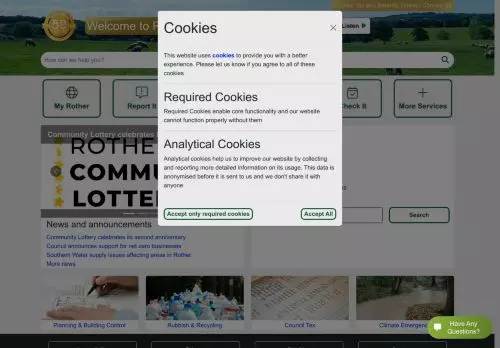 Welcome to R
Listen
How can we help you?
My Rother
Report It
Check It
More Services
Cookies
This website uses cookies to provide you with a better
experience. Please let us know if you agree to all of these
cookies
Required Cookies
Required Cookies enable core functionality and our website
cannot function properly without them
Analytical Cookies
Analytical cookies help us to improve our website by collecting
and reporting more detailed information on its usage. This data is
anonymised before it is sent to us and we don't share it with
anyone
Accept only required cookies
Accept All
Community Lottery celebrates
ROTHE
COMMU
LOTTE
Search
News and announcements
Community Lottery celebrates its second anniversary
Council announces support for net zero businesses
Southern Water supply issues affecting areas in Rother
More news
Planning & Building Control
Rubbish & Recycling
Council Tax
Climate Emergency
Have Any
Questions?